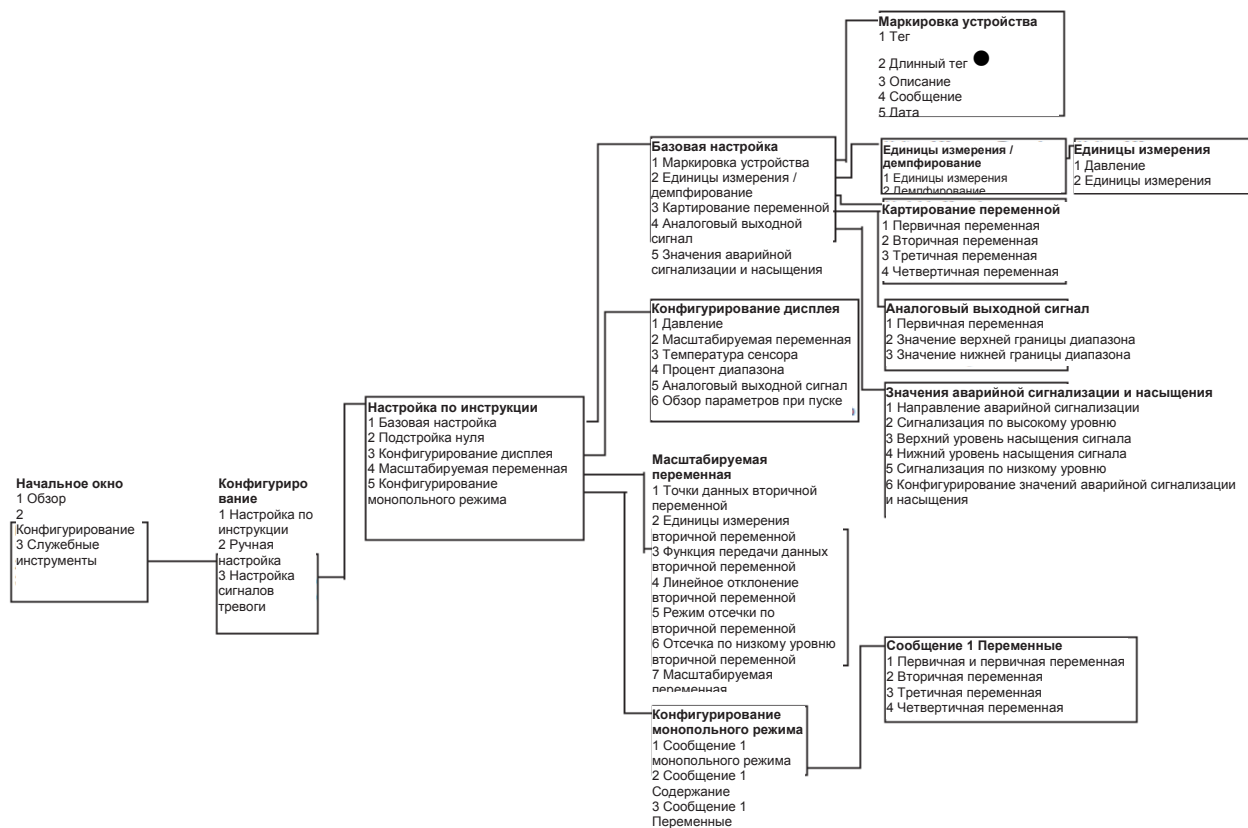 Начальное окно
1 Обзор
2
Конфигурирование
3 Служебные
инструменты
Конфигуриро
вание
1 Настройка по
инструкции
2 Ручная
настройка
3 Настройка
сигналов
тревоги
Настройка по инструкции
1 Базовая настройка
2 Подстройка нуля
3 Конфигурирование дисплея
4 Масштабируемая переменная
5 Конфигурирование
монопольного режима
Базовая настройка
1 Маркировка устройства
2 Единицы измерения /
демпфирование
3 Картирование переменной
4 Аналоговый выходной
сигнал
5 Значения аварийной
сигнализации и насыщения
Конфигурирование дисплея
1 Давление
2 Масштабируемая переменная
3 Температура сенсора
4 Процент диапазона
5 Аналоговый выходной сигнал
6 Обзор параметров при пуске
Масштабируемая
переменная
1 Точки данных вторичной
переменной
2 Единицы измерения
вторичной переменной
3 Функция передачи данных
вторичной переменной
4 Линейное отклонение
вторичной переменной
5 Режим отсечки по
вторичной переменной
6 Отсечка по низкому уровню
вторичной переменной
7 Масштабируемая
переменная
Конфигурирование
монопольного режима
1 Сообщение 1
монопольного режима
2 Сообщение 1
Содержание
3 Сообщение 1
Переменные
Маркировка устройства
1 Тег
2 Длинный тег
3 Описание
4 Сообщение
5 Дата
Единицы измерения /
демпфирование
1 Единицы измерения
2 Демпфирование
Единицы измерения
1 Давление
2 Единицы измерения
Картирование переменной
1 Первичная переменная
2 Вторичная переменная
3 Третичная переменная
4 Четвертичная переменная
Аналоговый выходной сигнал
1 Первичная переменная
2 Значение верхней границы диапазона
3 Значение нижней границы диапазона
Значения аварийной сигнализации и насыщения
1 Направление аварийной сигнализации
2 Сигнализация по высокому уровню
3 Верхний уровень насыщения сигнала
4 Нижний уровень насыщения сигнала
5 Сигнализация по низкому уровню
6 Конфигурирование значений аварийной сигнализации
и насыщения
Сообщение 1 Переменные
1 Первичная и первичная переменная
2 Вторичная переменная
3 Третичная переменная
4 Четвертичная переменная